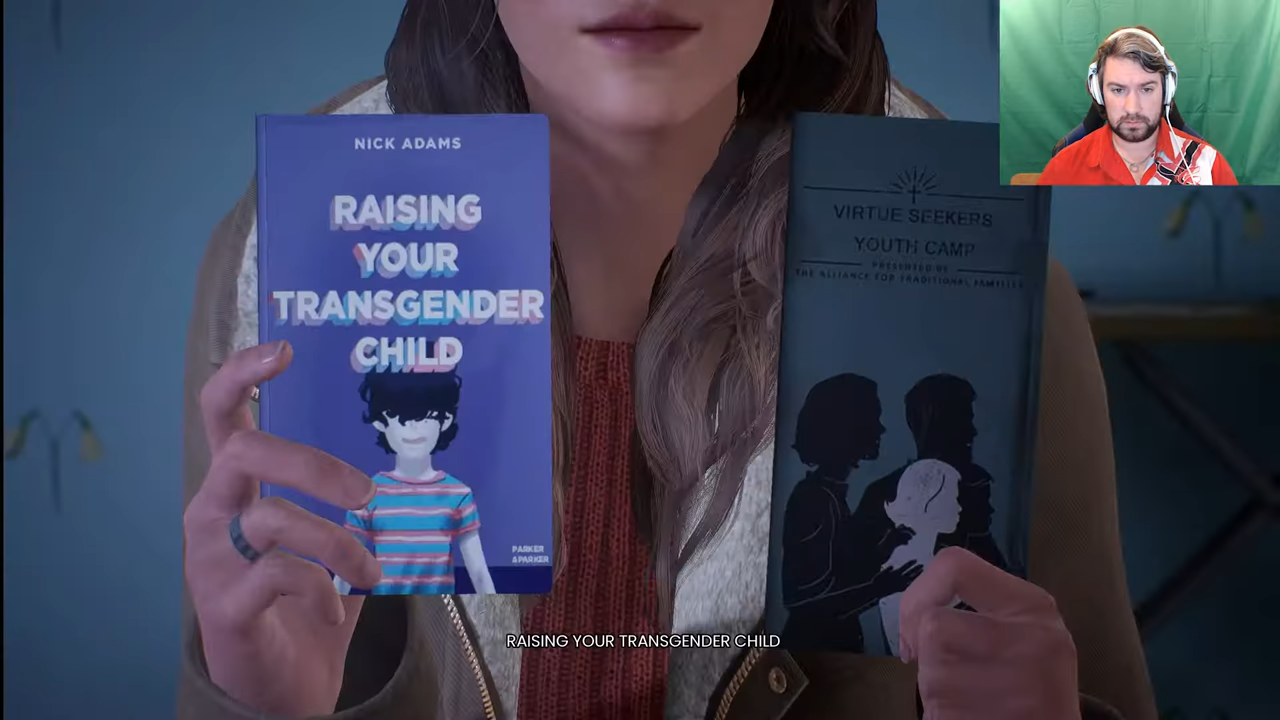 NICK ADAMS
RAISING
YOUR
TRANSGENDER
CHILD
PARKER
&PARKER
VIRTUE SEEKERS
YOUTH CAMP
PRESENTED BY
THE ALLIANCE FOR TRADITIONAL FAMILIES
RAISING YOUR TRANSGENDER CHILD